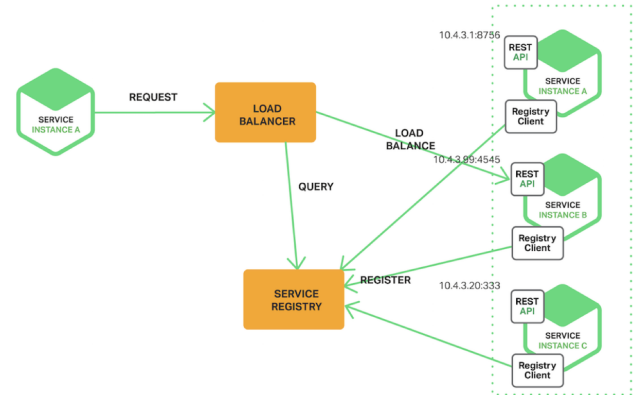 SERVICE
INSTANCE A
REQUEST
LOAD
BALANCER
QUERY
SERVICE
REGISTRY
LOAD
BALANCE
REGISTER
10.4.3.1:8756
REST
API
SERVICE
INSTANCE A
Registry
Client
10.4.3.99:4545
REST
API
SERVICE
INSTANCE B
Registry
Client
10.4.3.20:333
REST
API
SERVICE
INSTANCE C
Registry
Client